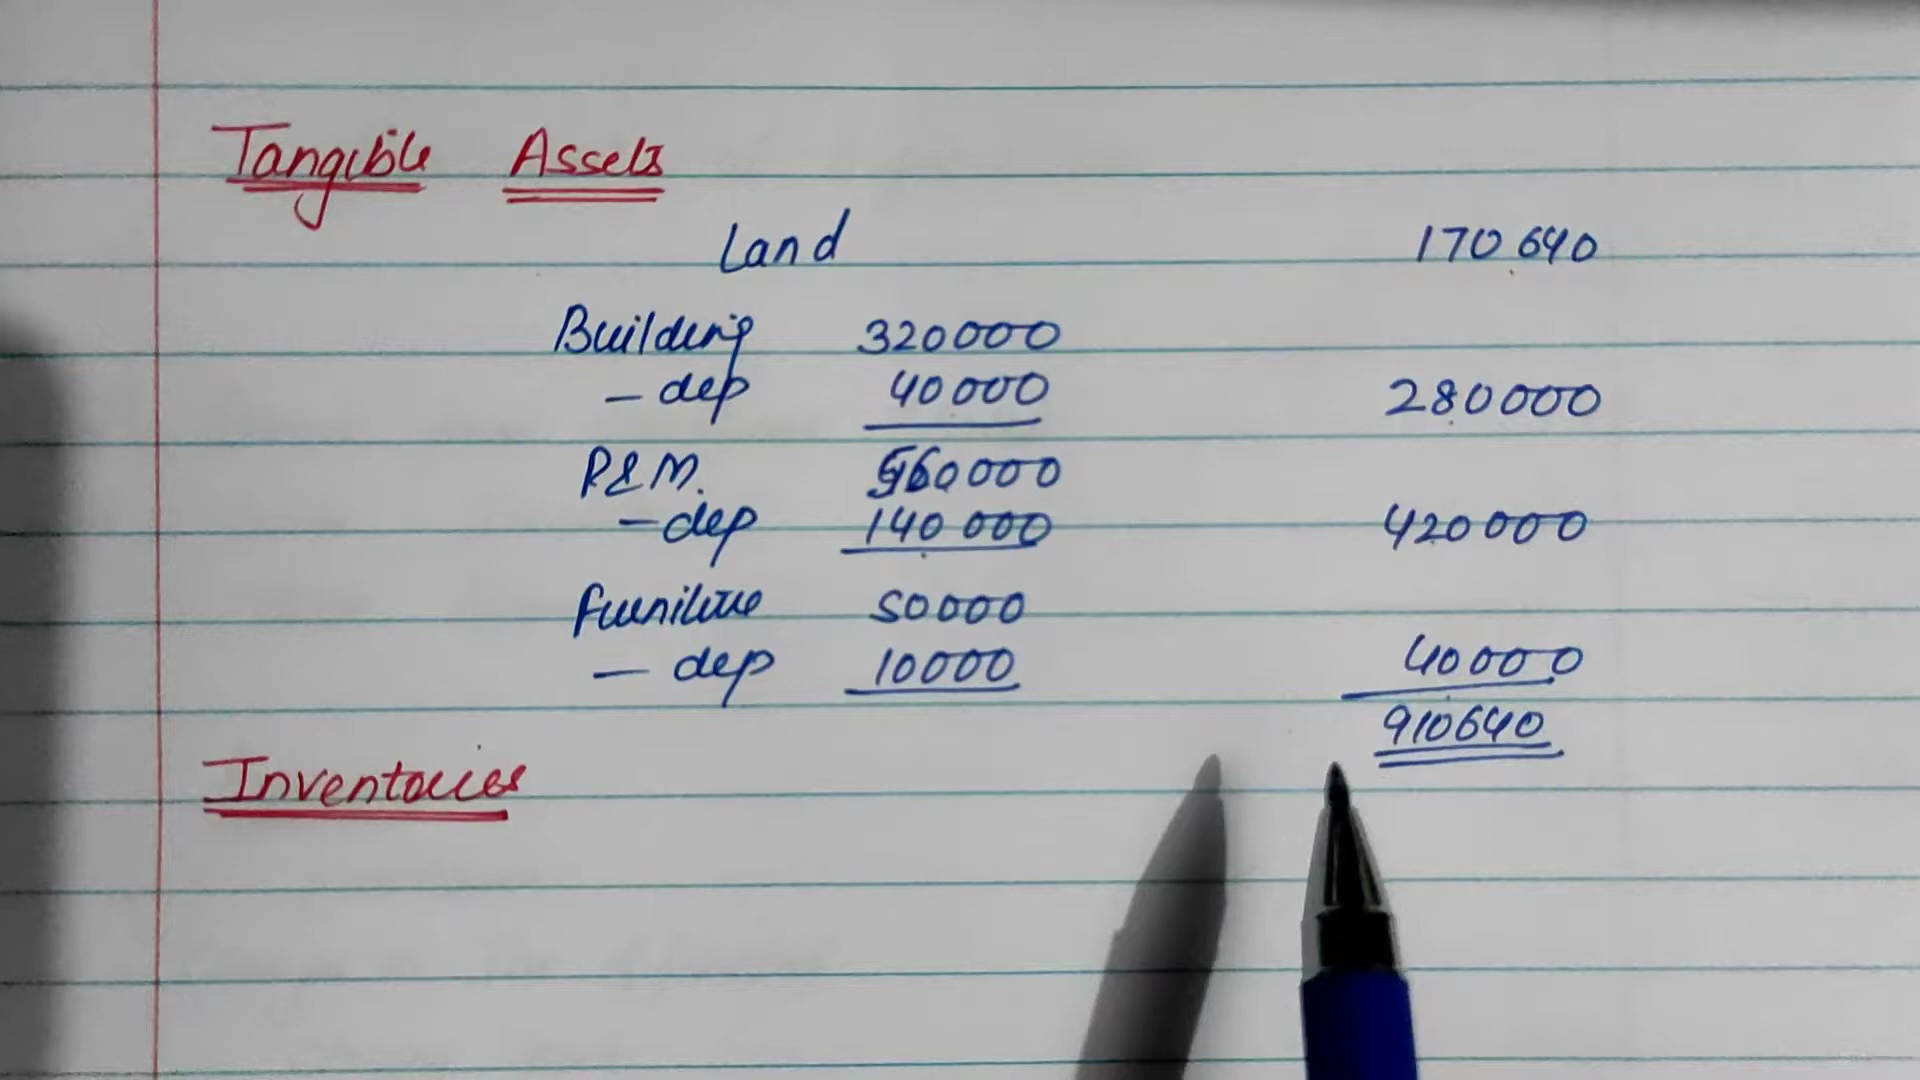 Tangible Assets
Land 170640
Building 320000
- dep 40000 280000
P&M. 560000
- dep 140000 420000
Furniture 50000
- dep 10000 40000
910640
Inventories